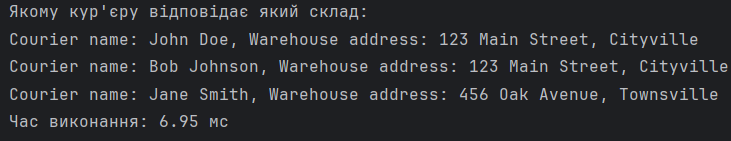 Якому кур'єру відповідає який склад:
Courier name: John Doe, Warehouse address: 123 Main Street, Cityville
Courier name: Bob Johnson, Warehouse address: 123 Main Street, Cityville
Courier name: Jane Smith, Warehouse address: 456 Oak Avenue, Townsville
Час виконання: 6.95 мс